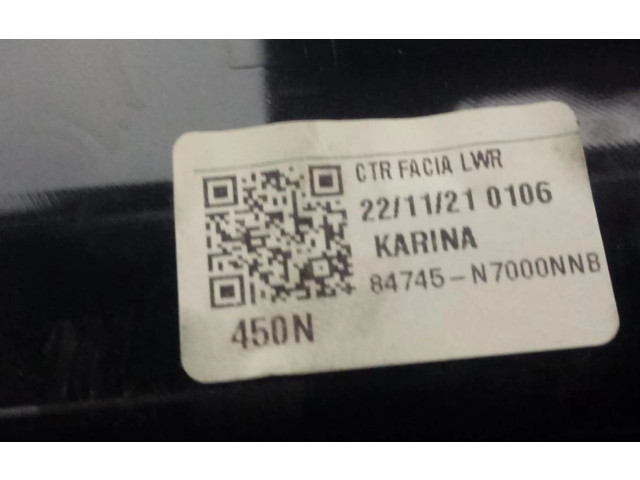 CTR FACIA LWR
22/11/21 0106
KARINA
84745-N7000NNB
450N